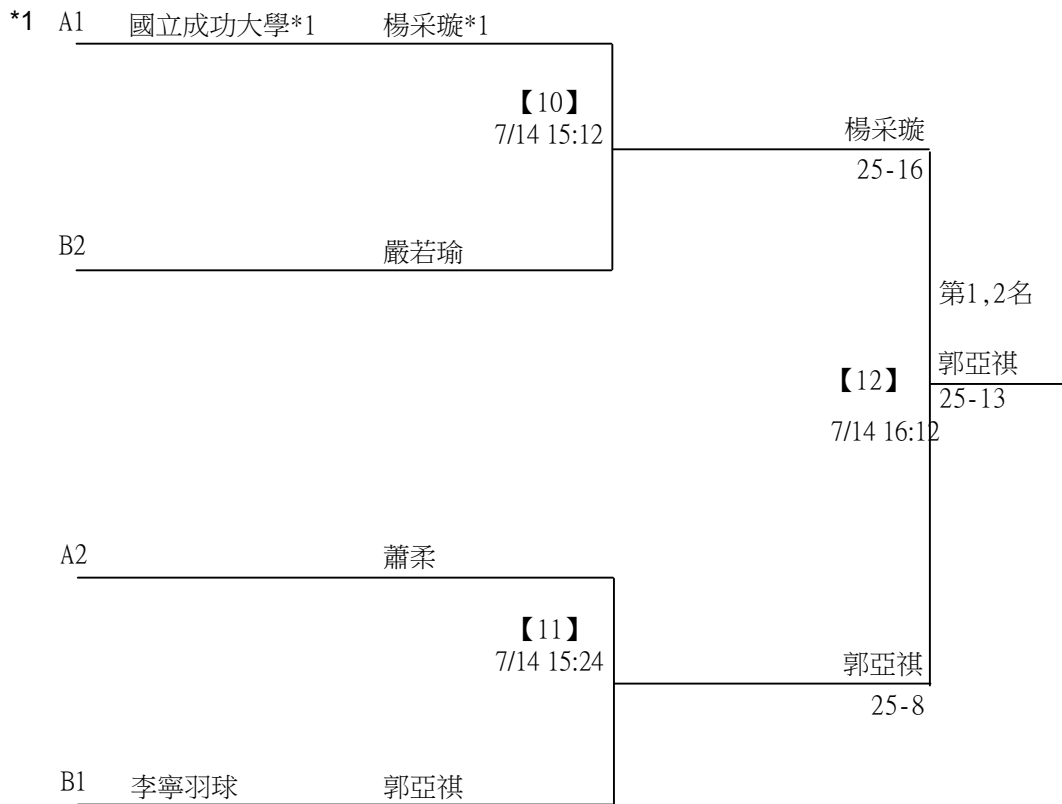 *1 A1 國立成功大學*1 楊采璇*1
【10】
7/14 15:12
楊采璇
25-16
B2 嚴若瑜
第1,2名
【12】
郭亞祺
25-13
7/14 16:12
A2 蕭柔
【11】
7/14 15:24
郭亞祺
25-8
B1 李寧羽球 郭亞祺